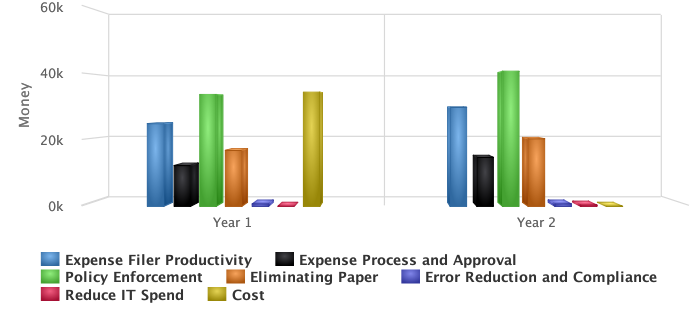 60k
40k
20k
0k
Money
Year 1
Year 2
Expense Filer Productivity
Expense Process and Approval
Policy Enforcement
Eliminating Paper
Error Reduction and Compliance
Reduce IT Spend
Cost